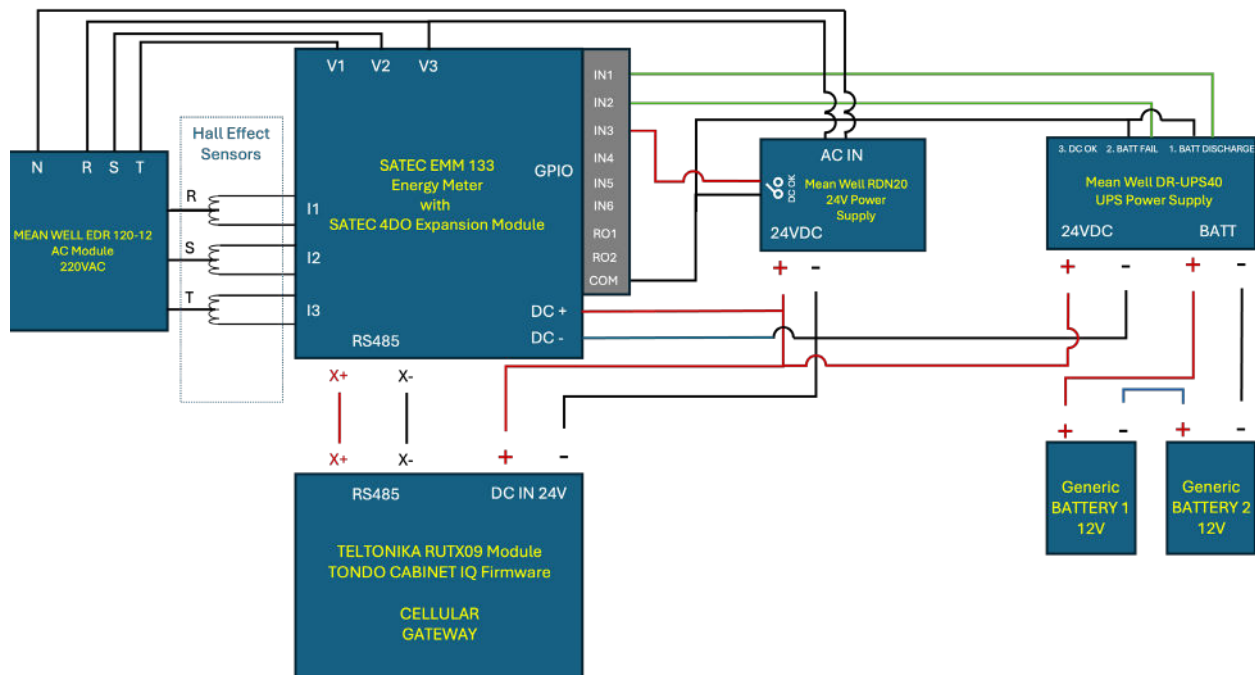 V1 V2 V3
N R S T
Hall Effect
Sensors
R
S
T
MEAN WELL EDR 120-12
AC Module
220VAC
I1
I2
I3
SATEC EMM 133
Energy Meter
with
SATEC 4DO Expansion Module
GPIO
IN1
IN2
IN3
IN4
IN5
IN6
RO1
RO2
COM
DC +
DC -
RS485
X+ X-
X+ X-
+ -
RS485 DC IN 24V
TELTONIKA RUTX09 Module
TONDO CABINET IQ Firmware
CELLULAR
GATEWAY
AC IN
DC OK
Mean Well RDN20
24V Power
Supply
24VDC
+ -
3. DC OK 2. BATT FAIL 1. BATT DISCHARGE
Mean Well DR-UPS40
UPS Power Supply
24VDC BATT
+ - + -
+ - + -
Generic
BATTERY 1
12V
Generic
BATTERY 2
12V